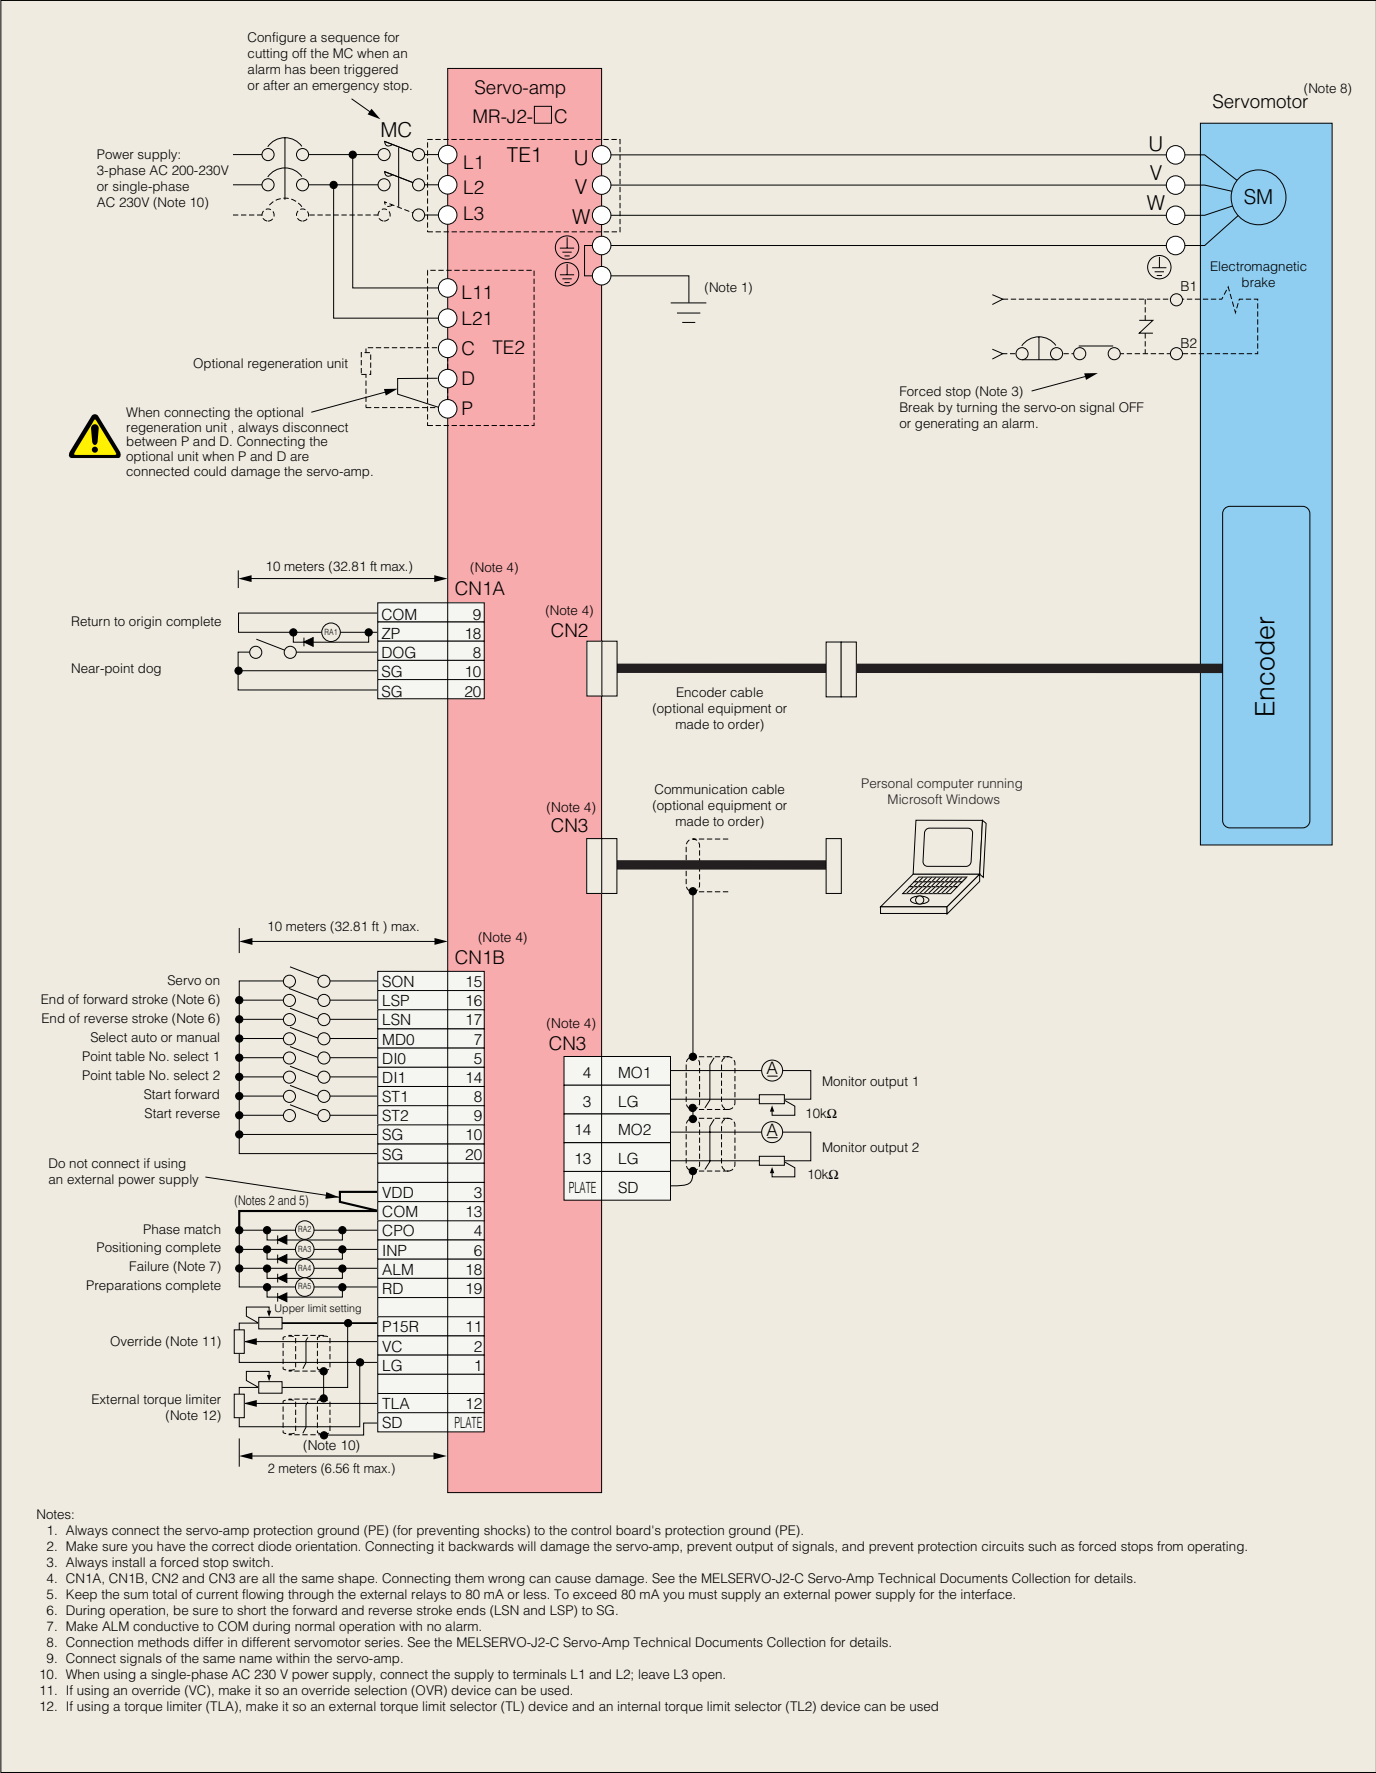 Configure a sequence for
cutting off the MC when an
alarm has been triggered
or after an emergency stop.
Servo-amp
MR-J2-□C
(Note 8)
Servomotor
MC
Power supply:
3-phase AC 200-230V
or single-phase
AC 230V (Note 10)
L1
TE1
U
U
L2
V
V
SM
L3
W
W
(Note 1)
Electromagnetic
brake
B1
L11
L21
B2
Optional regeneration unit
C
TE2
D
P
Forced stop (Note 3)
Break by turning the servo-on signal OFF
or generating an alarm.
When connecting the optional
regeneration unit , always disconnect
between P and D. Connecting the
optional unit when P and D are
connected could damage the servo-amp.
10 meters (32.81 ft max.)
(Note 4)
CN1A
Return to origin complete
COM 9
RA1
ZP 18
DOG 8
Near-point dog
SG 10
SG 20
(Note 4)
CN2
Encoder cable
(optional equipment or
made to order)
Encoder
Communication cable
(optional equipment or
made to order)
Personal computer running
Microsoft Windows
(Note 4)
CN3
10 meters (32.81 ft ) max.
(Note 4)
CN1B
Servo on SON 15
End of forward stroke (Note 6) LSP 16
End of reverse stroke (Note 6) LSN 17
Select auto or manual MD0 7
Point table No. select 1 DI0 5
Point table No. select 2 DI1 14
Start forward ST1 8
Start reverse ST2 9
SG 10
SG 20
Do not connect if using
an external power supply
(Notes 2 and 5)
VDD 3
COM 13
Phase match RA2 CPO 4
Positioning complete RA3 INP 6
Failure (Note 7) RA4 ALM 18
Preparations complete RA5 RD 19
Upper limit setting
P15R 11
Override (Note 11)
VC 2
LG 1
External torque limiter
(Note 12)
TLA 12
SD PLATE
(Note 10)
2 meters (6.56 ft max.)
(Note 4)
CN3
4 MO1 A
Monitor output 1
3 LG
10kΩ
14 MO2 A
Monitor output 2
13 LG
10kΩ
PLATE SD
Notes:
1. Always connect the servo-amp protection ground (PE) (for preventing shocks) to the control board's protection ground (PE).
2. Make sure you have the correct diode orientation. Connecting it backwards will damage the servo-amp, prevent output of signals, and prevent protection circuits such as forced stops from operating.
3. Always install a forced stop switch.
4. CN1A, CN1B, CN2 and CN3 are all the same shape. Connecting them wrong can cause damage. See the MELSERVO-J2-C Servo-Amp Technical Documents Collection for details.
5. Keep the sum total of current flowing through the external relays to 80 mA or less. To exceed 80 mA you must supply an external power supply for the interface.
6. During operation, be sure to short the forward and reverse stroke ends (LSN and LSP) to SG.
7. Make ALM conductive to COM during normal operation with no alarm.
8. Connection methods differ in different servomotor series. See the MELSERVO-J2-C Servo-Amp Technical Documents Collection for details.
9. Connect signals of the same name within the servo-amp.
10. When using a single-phase AC 230 V power supply, connect the supply to terminals L1 and L2; leave L3 open.
11. If using an override (VC), make it so an override selection (OVR) device can be used.
12. If using a torque limiter (TLA), make it so an external torque limit selector (TL) device and an internal torque limit selector (TL2) device can be used